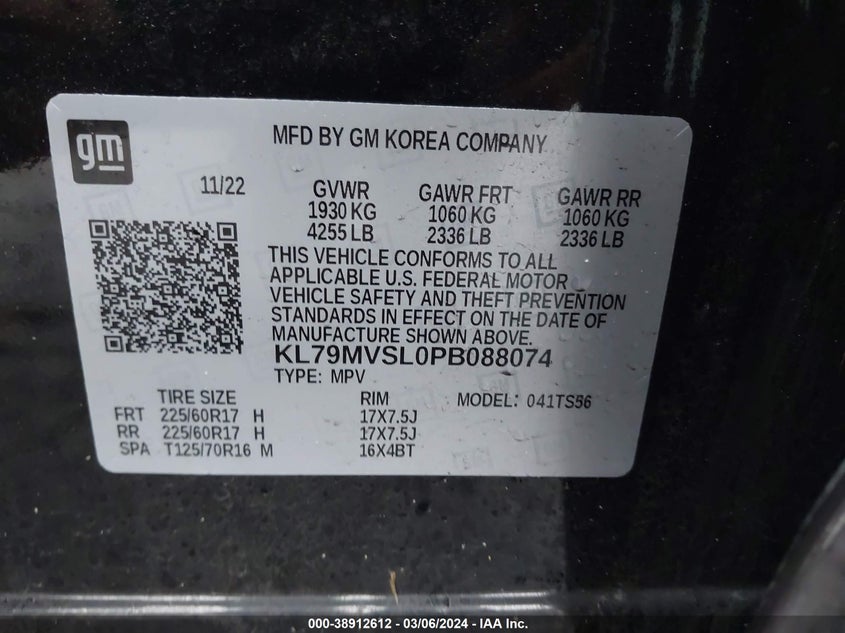 gm
MFD BY GM KOREA COMPANY
11/22
GVWR GAWR FRT GAWR RR
1930 KG 1060 KG 1060 KG
4255 LB 2336 LB 2336 LB
THIS VEHICLE CONFORMS TO ALL
APPLICABLE U.S. FEDERAL MOTOR
VEHICLE SAFETY AND THEFT PREVENTION
STANDARDS IN EFFECT ON THE DATE OF
MANUFACTURE SHOWN ABOVE.
KL79MVSL0PB088074
TYPE: MPV
TIRE SIZE RIM MODEL: 041TS56
FRT 225/60R17 H 17X7.5J
RR 225/60R17 H 17X7.5J
SPA T125/70R16 M 16X4BT
000-38912612 - 03/06/2024 - IAAI Inc.